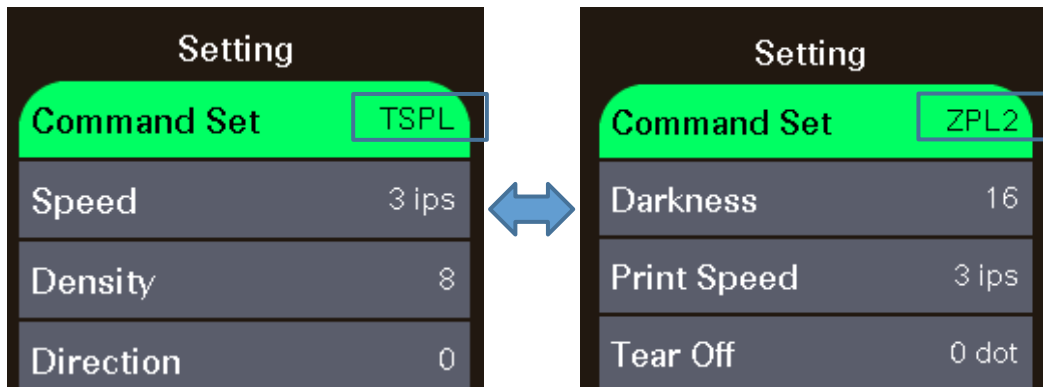 Setting
Command Set TSPL
Speed 3 ips
Density 8
Direction 0
Setting
Command Set ZPL2
Darkness 16
Print Speed 3 ips
Tear Off 0 dot